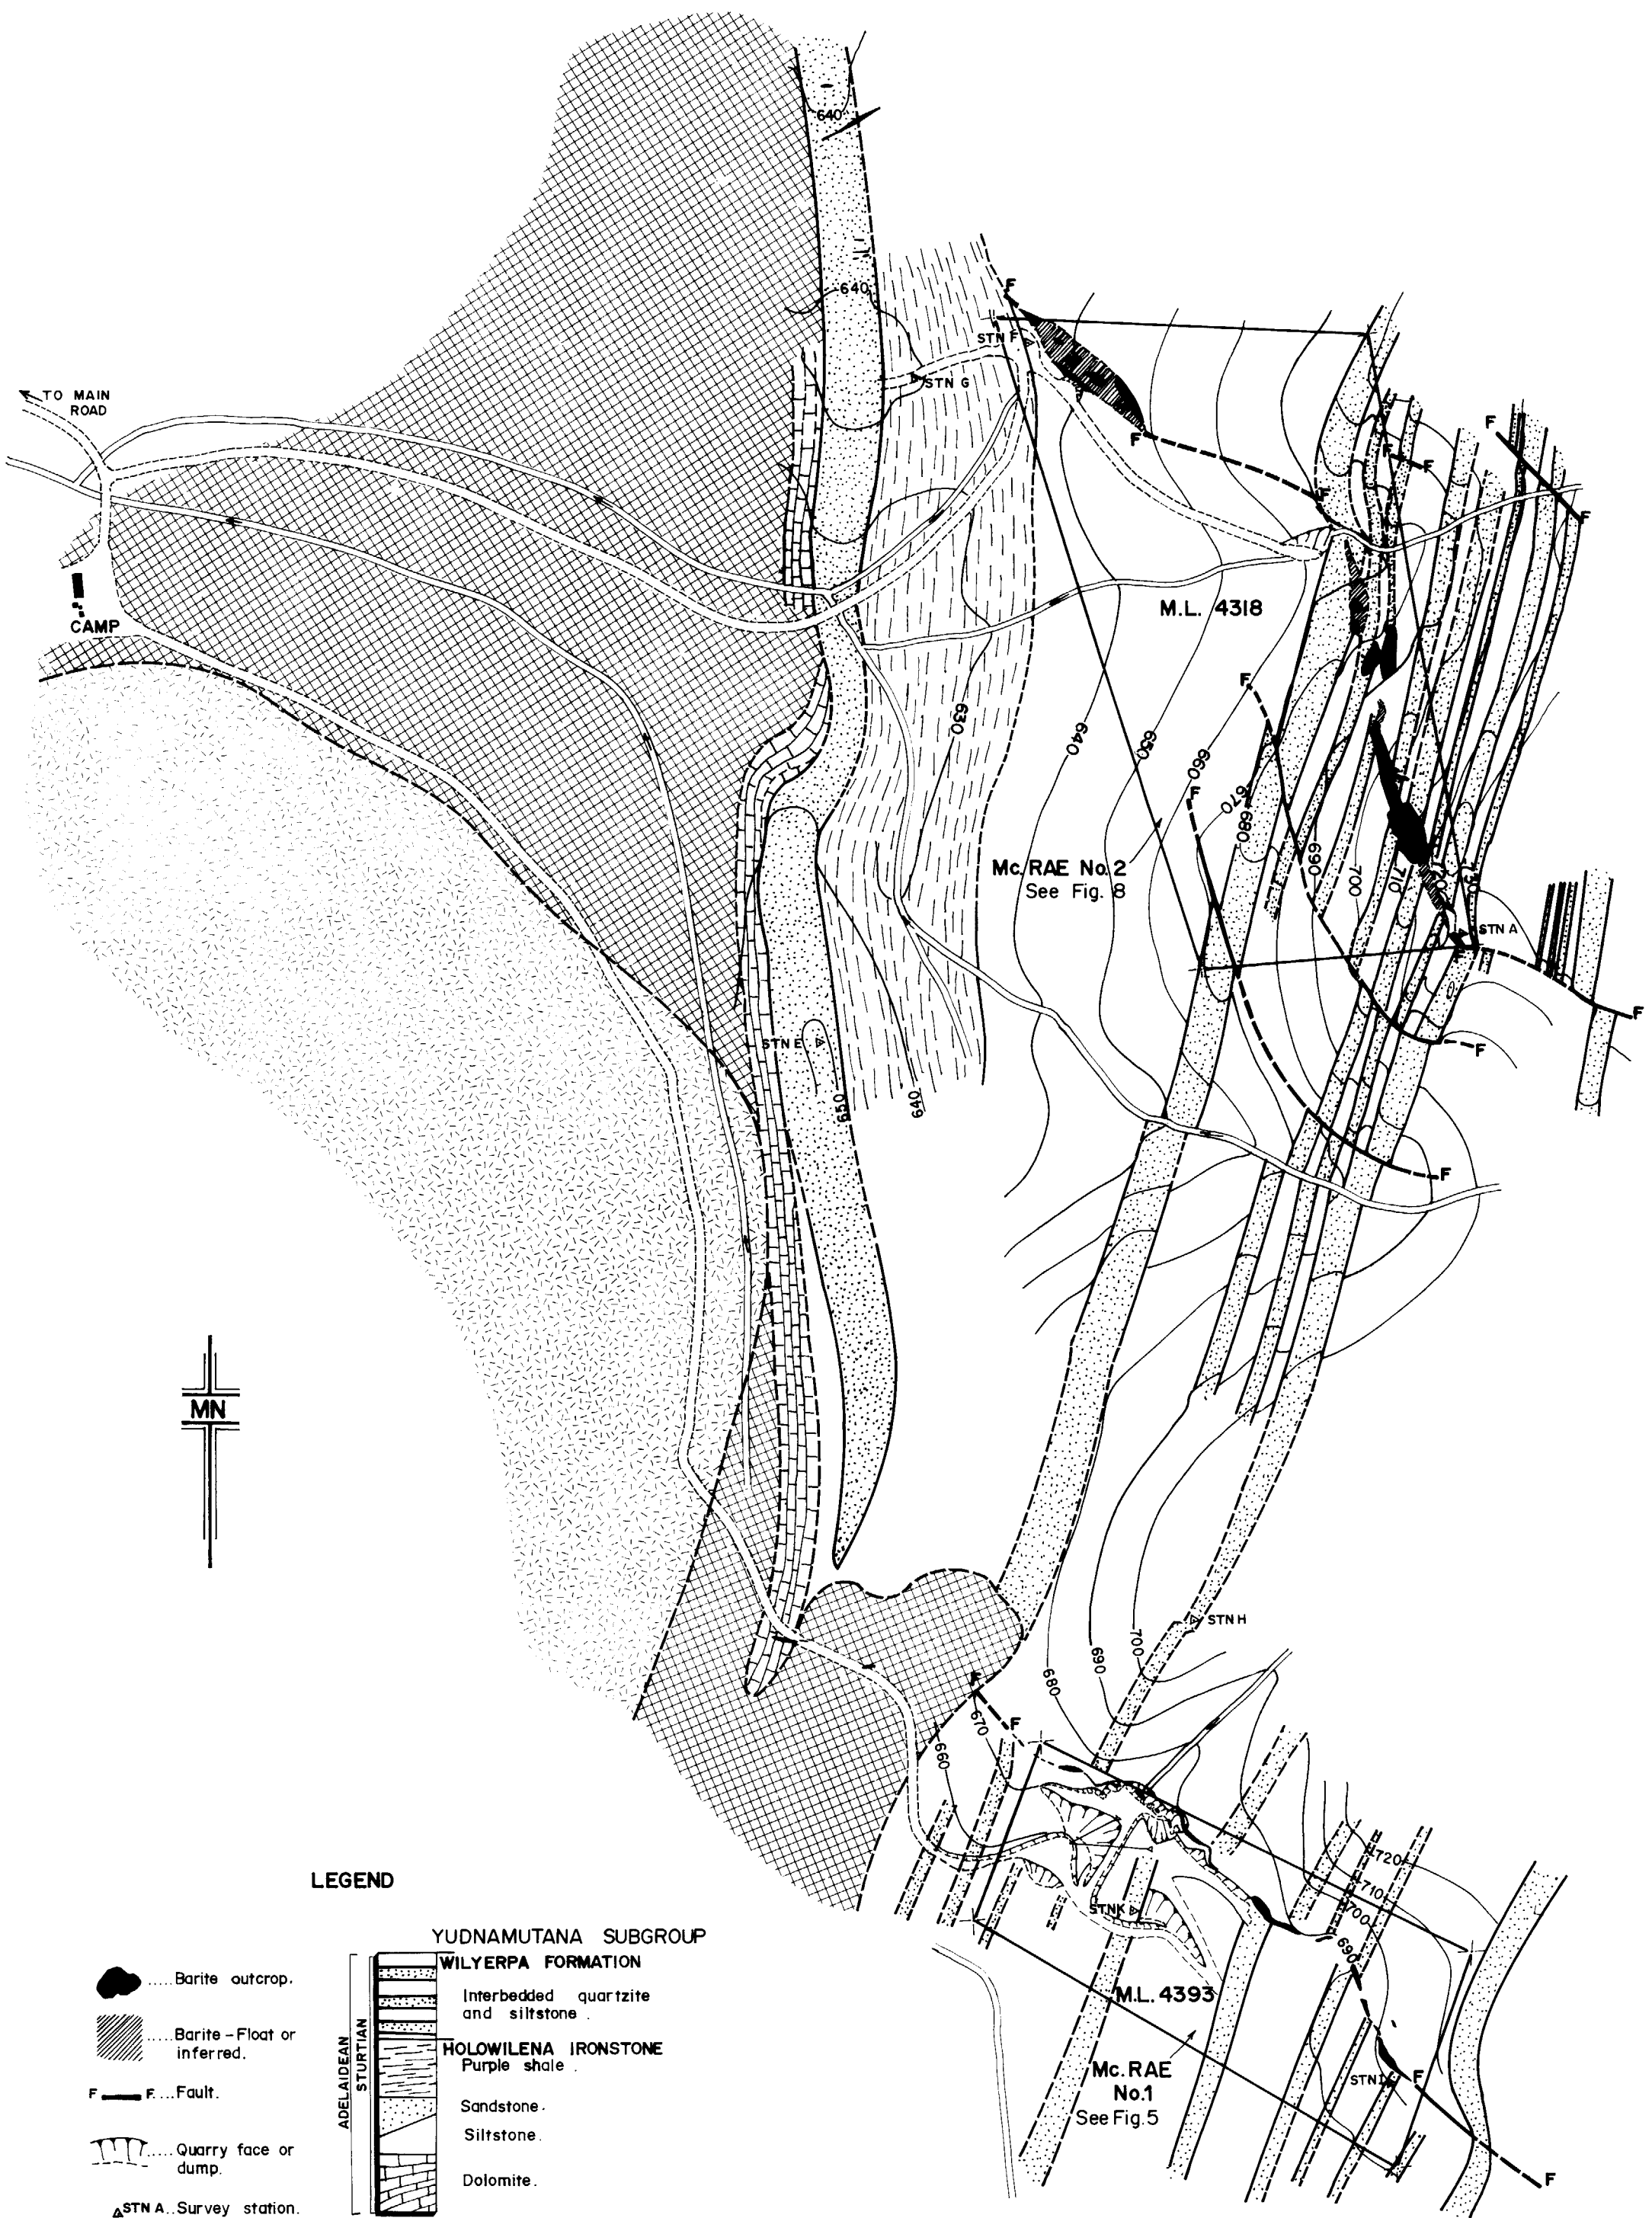 640
640
F
STN F
STN G
TO MAIN
ROAD
F
F
F
F
F
F
CAMP
M.L. 4318
F
630
640
650
660
F
670
680
690
700
710
720
730
Mc. RAE No. 2
See Fig. 8
STN A
F
F
STN E
650
640
F
MN
STN H
700
690
680
F
670
F
660
720
710
700
690
STN K
M.L. 4393
Mc. RAE
No.1
See Fig. 5
STN I
F
F
LEGEND
.....Barite outcrop.
.....Barite – Float or
inferred.
F F....Fault.
.....Quarry face or
dump.
STN A..Survey station.
ADELAIDEAN
STURTIAN
YUDNAMUTANA SUBGROUP
WILYERPA FORMATION
Interbedded quartzite
and siltstone .
HOLOWILENA IRONSTONE
Purple shale .
Sandstone.
Siltstone.
Dolomite.